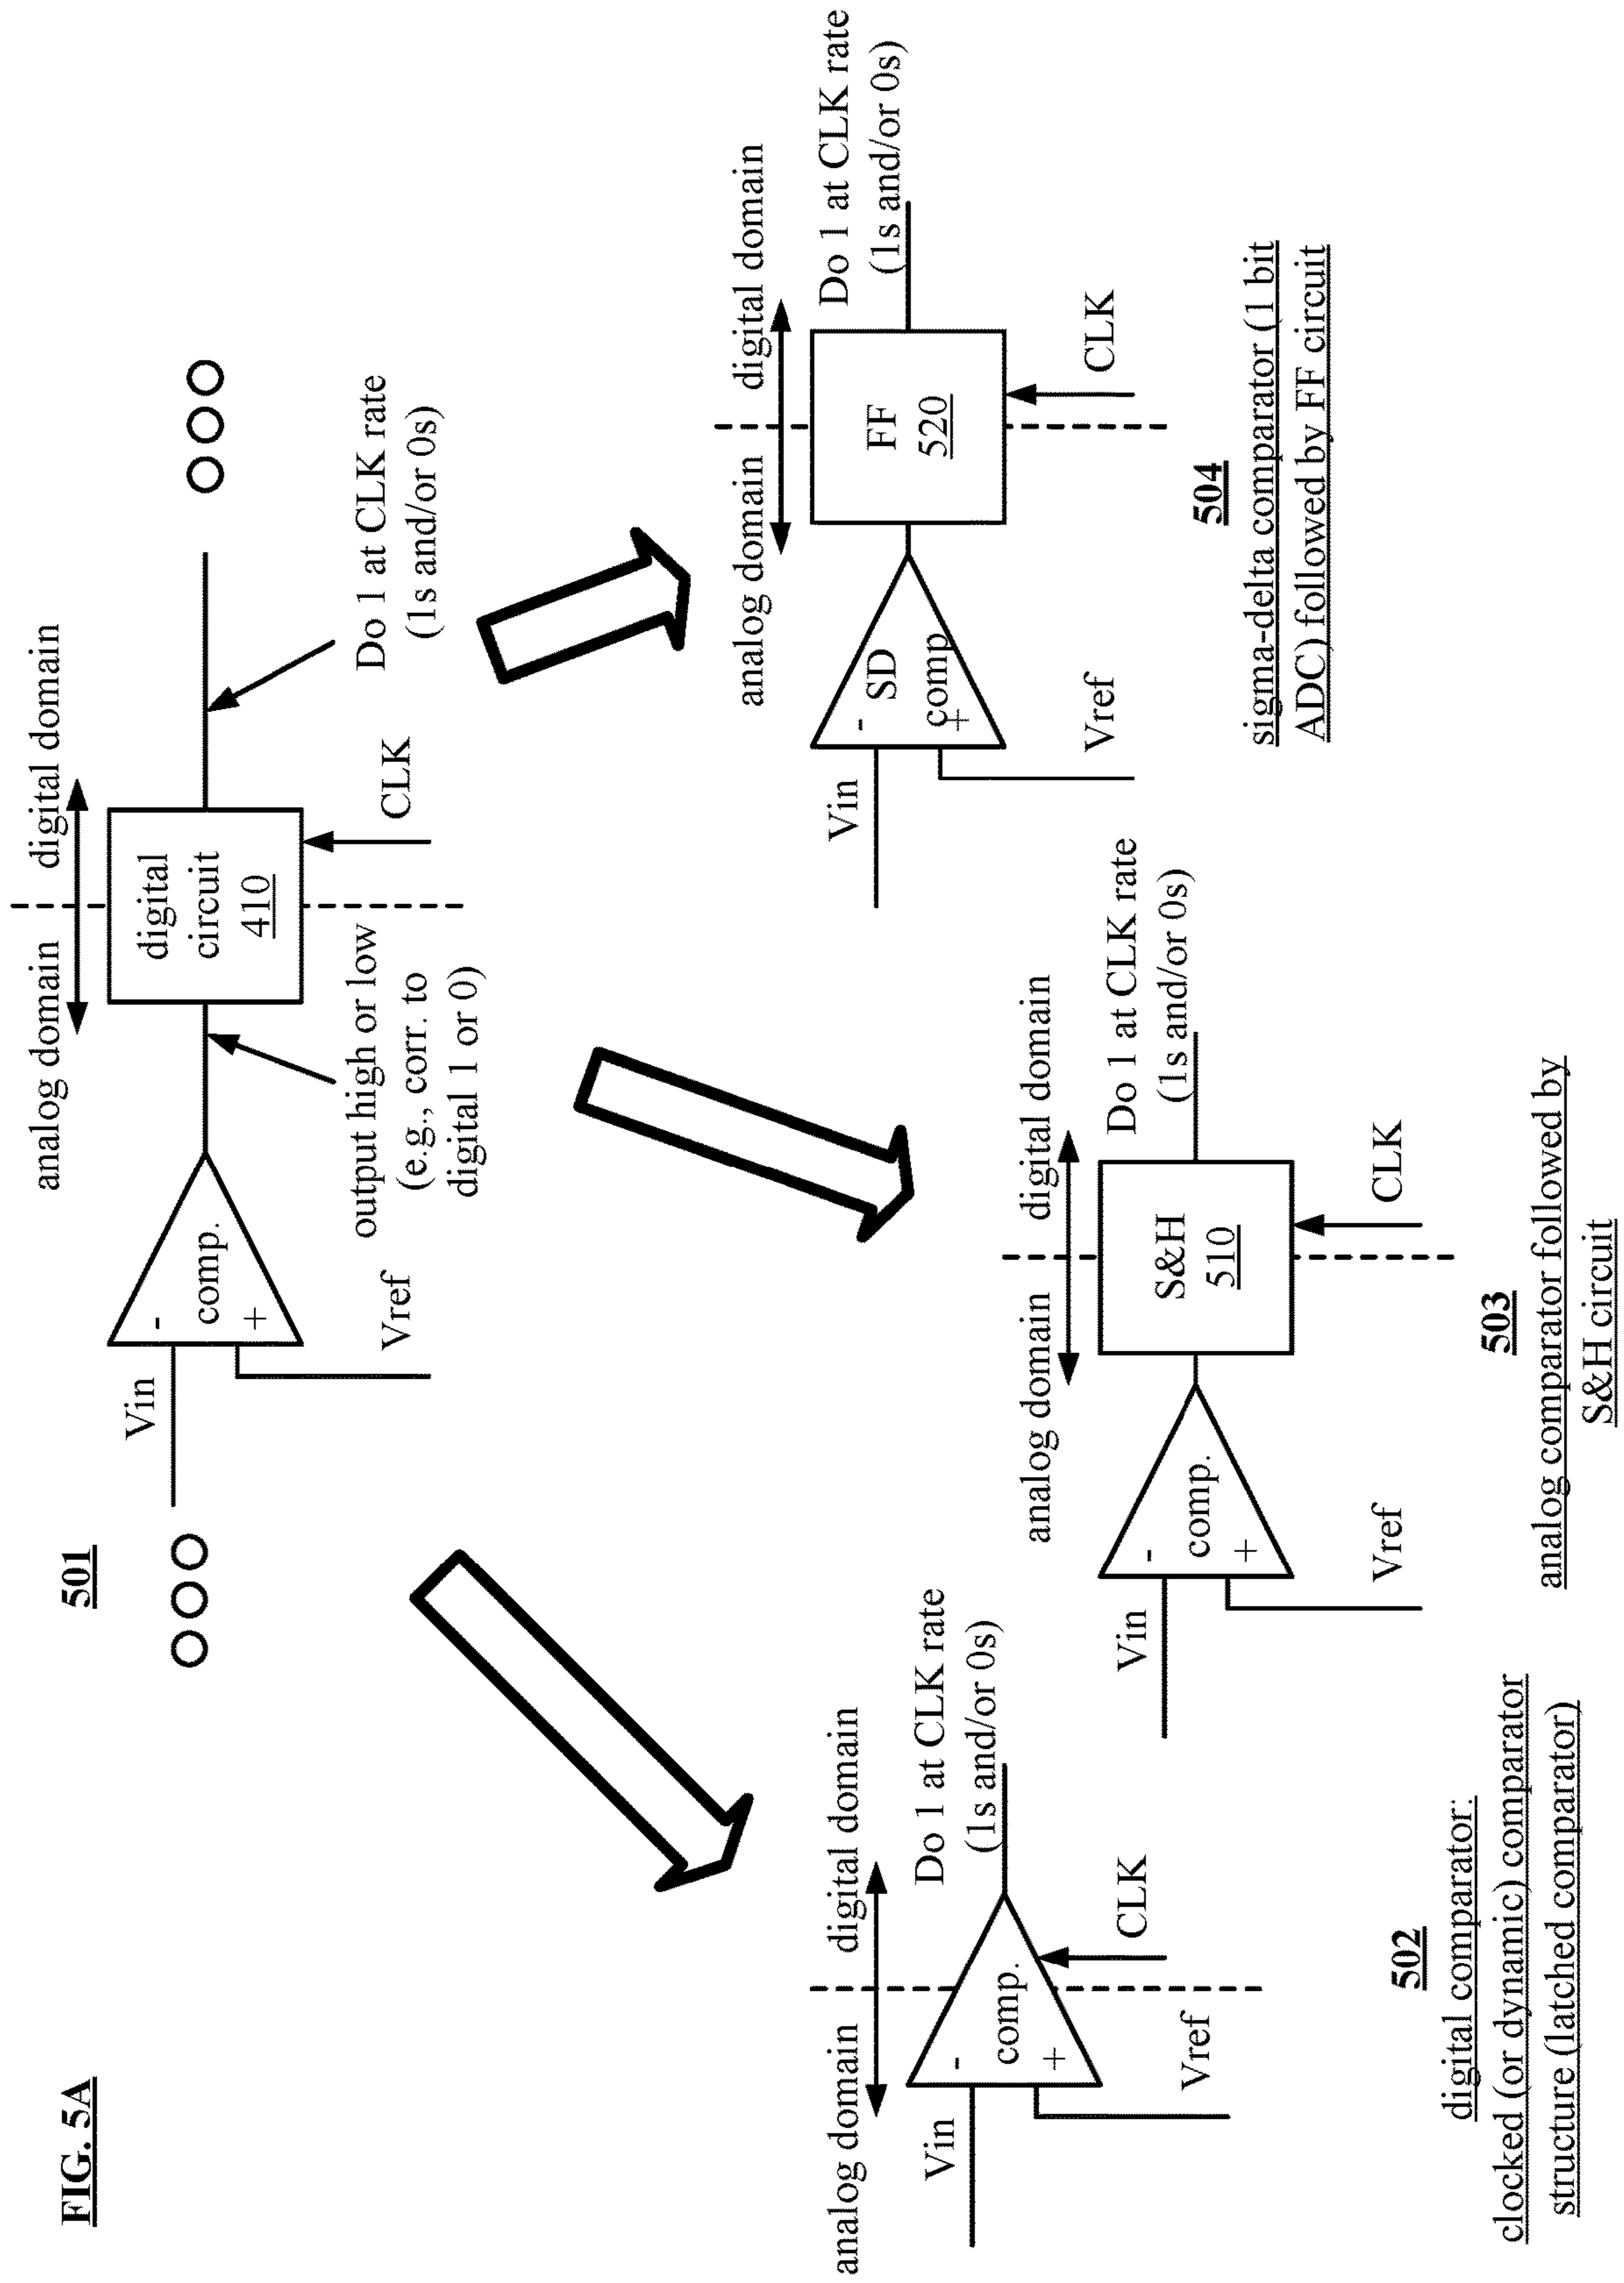 FIG. 5A
501
Vin
-
comp.
+
Vref
analog domain
digital domain
digital
circuit
410
CLK
output high or low
(e.g., corr. to
digital 1 or 0)
Do 1 at CLK rate
(1s and/or 0s)
analog domain
digital domain
Vin
-
comp.
+
Vref
CLK
Do 1 at CLK rate
(1s and/or 0s)
502
digital comparator:
clocked (or dynamic) comparator
structure (latched comparator)
analog domain
digital domain
Vin
-
comp.
+
Vref
S&H
510
CLK
Do 1 at CLK rate
(1s and/or 0s)
503
analog comparator followed by
S&H circuit
analog domain
digital domain
Vin
-
SD
comp
+
Vref
FF
520
CLK
Do 1 at CLK rate
(1s and/or 0s)
504
sigma-delta comparator (1 bit
ADC) followed by FF circuit